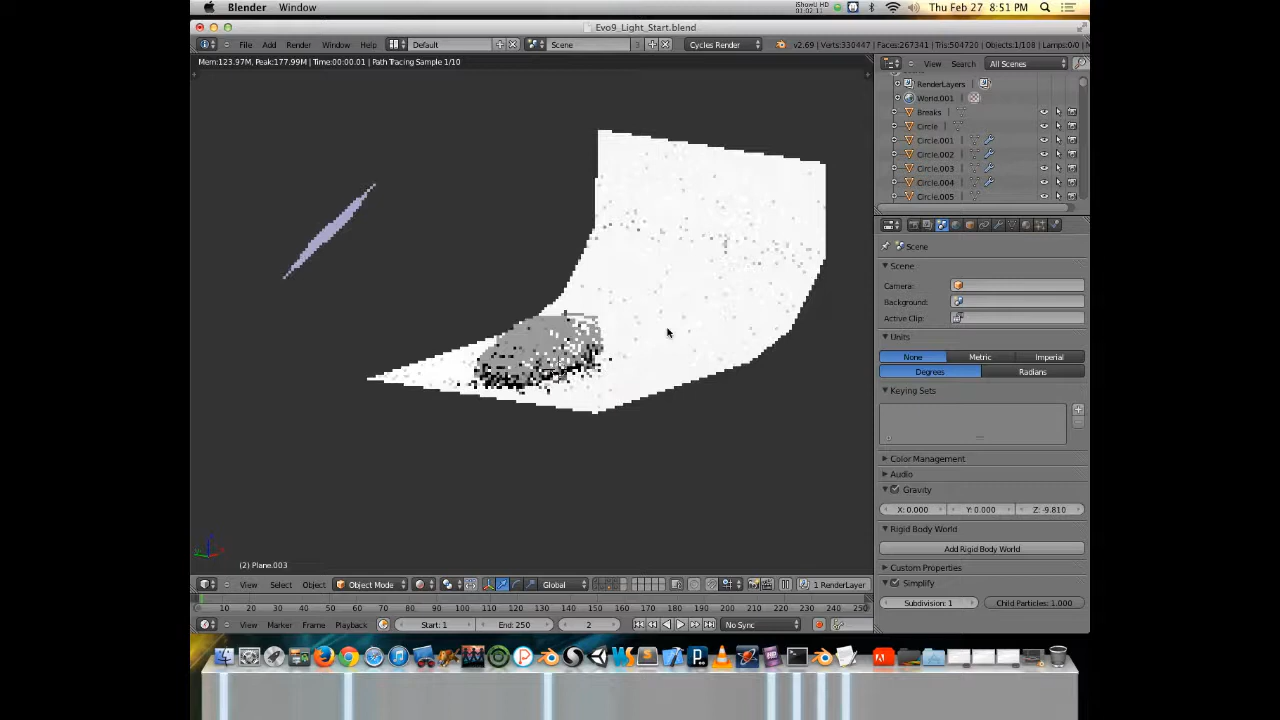 Blender Window
iShowU HD
01:02:11
Thu Feb 27 8:51 PM
Evo9_Light_Start.blend
File Add Render Window Help Default Scene 3 Cycles Render v2.69 | Verts:330447 | Faces:267341 | Tris:504720 | Objects:1/108 | Lamps:0/0 | M
Mem:123.97M, Peak:177.99M | Time:00:00.01 | Path Tracing Sample 1/10
View Search All Scenes
RenderLayers
World.001
Breaks
Circle
Circle.001
Circle.002
Circle.003
Circle.004
Circle.005
Scene
Scene
Camera:
Background:
Active Clip:
Units
None Metric Imperial
Degrees Radians
Keying Sets
Color Management
Audio
Gravity
X: 0.000 Y: 0.000 Z: -9.810
Rigid Body World
Add Rigid Body World
Custom Properties
Simplify
Subdivision: 1 Child Particles: 1.000
(2) Plane.003
View Select Object Object Mode Global 1 RenderLayer
10 20 30 40 50 60 70 80 90 100 110 120 130 140 150 160 170 180 190 200 210 220 230 240 250
View Marker Frame Playback Start: 1 End: 250 2 No Sync